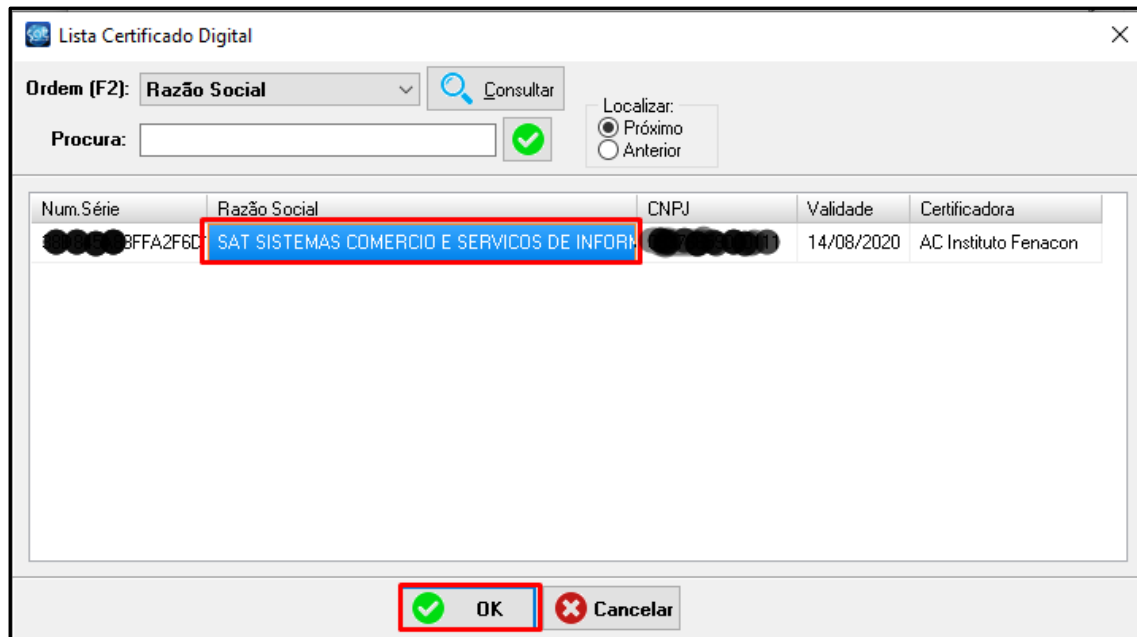 Lista Certificado Digital
Ordem (F2): Razão Social Consultar
Localizar:
Próximo
Procura:
Anterior
Num.Série Razão Social CNPJ Validade Certificadora
SAT SISTEMAS COMERCIO E SERVICOS DE INFORM 14/08/2020 AC Instituto Fenacon
OK Cancelar